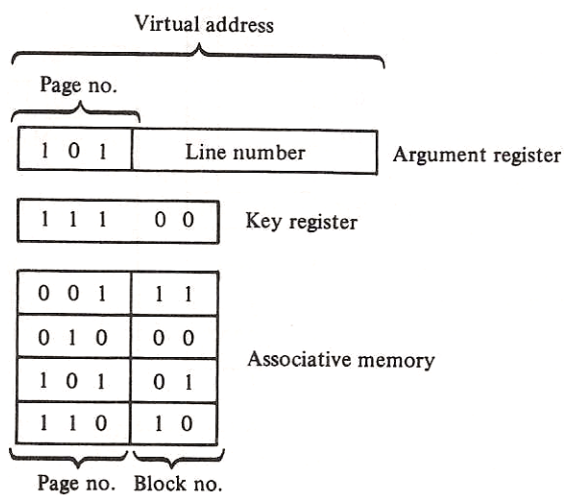 Virtual address
Page no.
1 0 1 Line number Argument register
1 1 1 0 0 Key register
0 0 1 1 1
0 1 0 0 0
Associative memory
1 0 1 0 1
1 1 0 1 0
Page no. Block no.